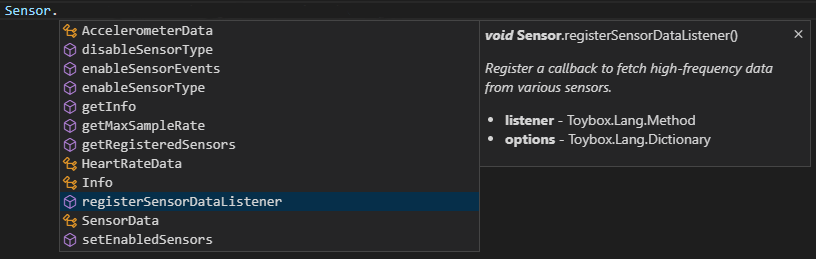 Sensor.
AccelerometerData
disableSensorType
enableSensorEvents
enableSensorType
getInfo
getMaxSampleRate
getRegisteredSensors
HeartRateData
Info
registerSensorDataListener
SensorData
setEnabledSensors
void Sensor.registerSensorDataListener()
Register a callback to fetch high-frequency data
from various sensors.
• listener - Toybox.Lang.Method
• options - Toybox.Lang.Dictionary